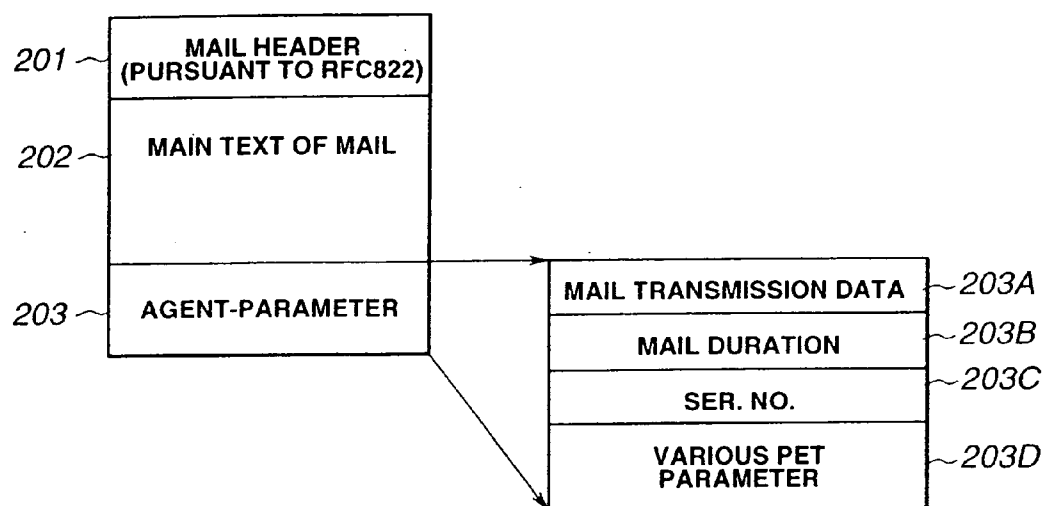 201
MAIL HEADER
(PURSUANT TO RFC822)
202
MAIN TEXT OF MAIL
203
AGENT-PARAMETER
MAIL TRANSMISSION DATA
203A
MAIL DURATION
203B
SER. NO.
203C
VARIOUS PET
PARAMETER
203D